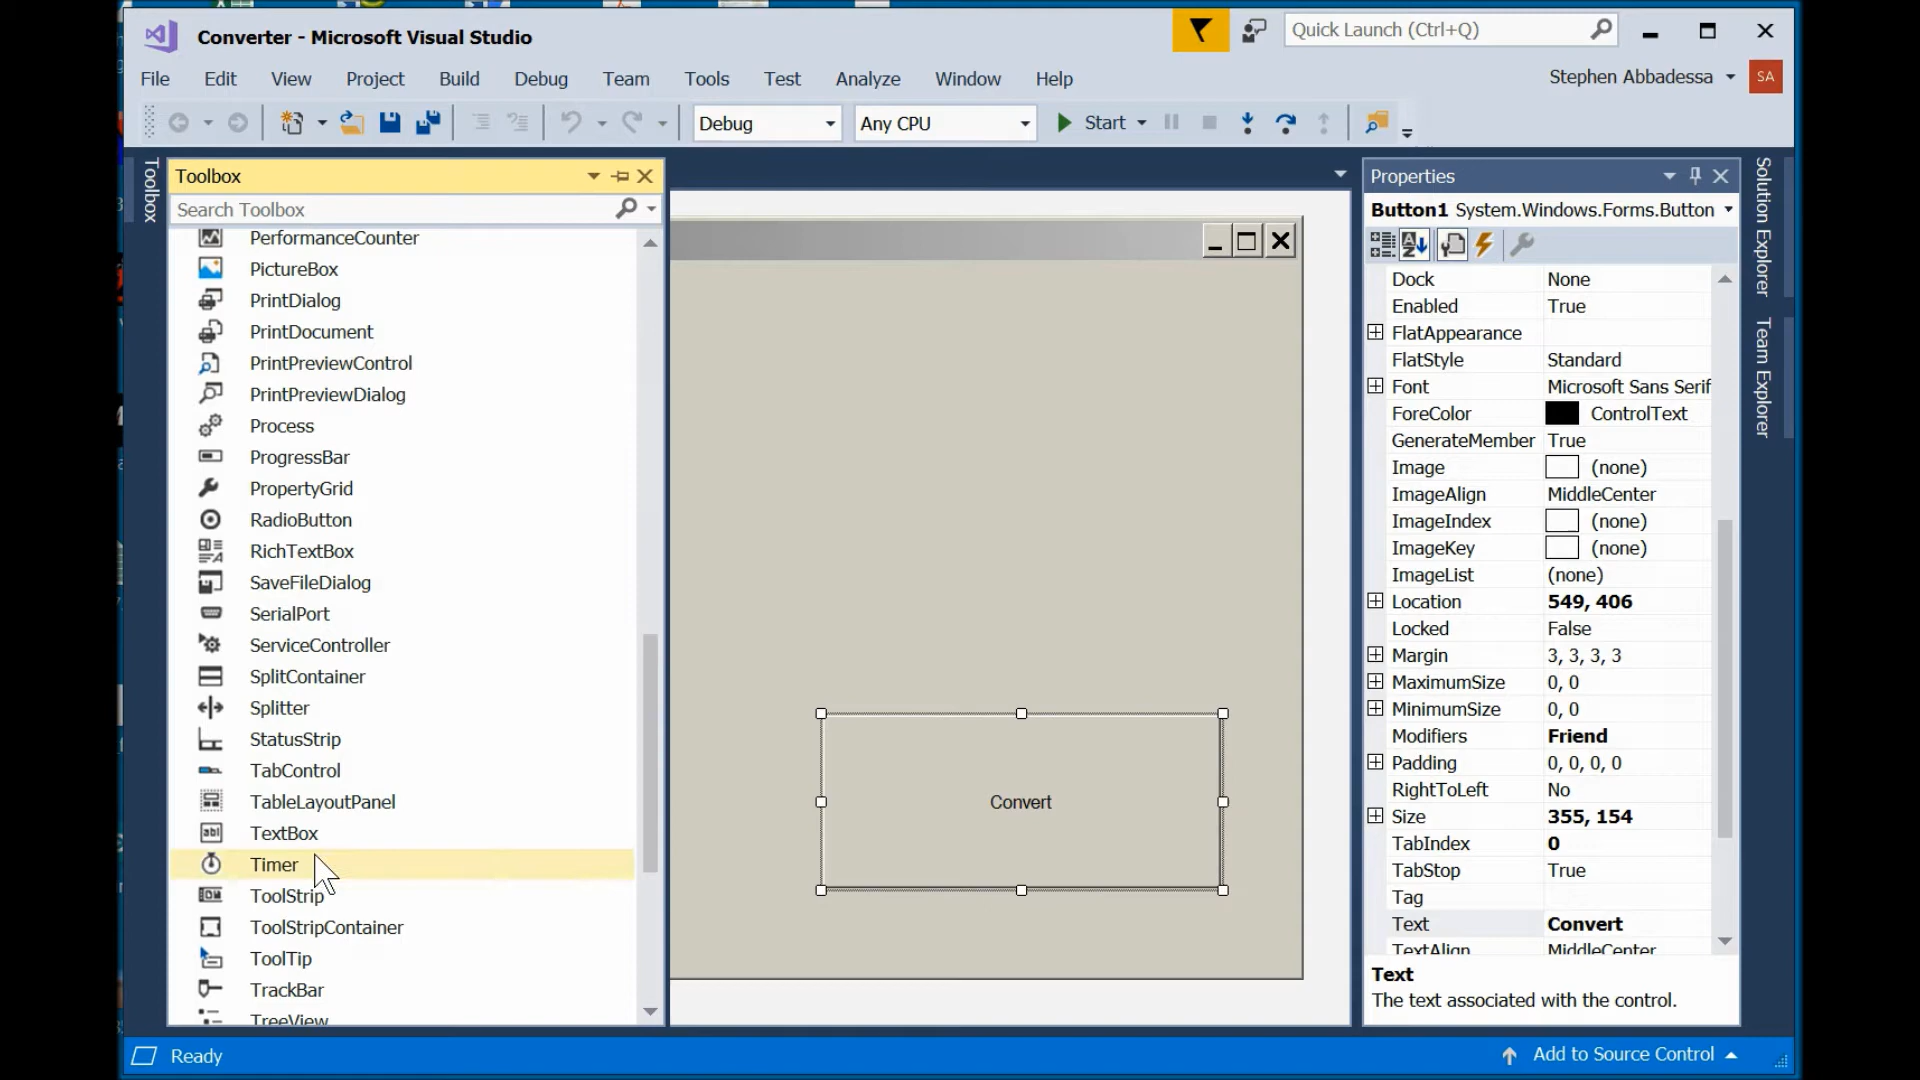 Converter - Microsoft Visual Studio
Quick Launch (Ctrl+Q)
File Edit View Project Build Debug Team Tools Test Analyze Window Help
Stephen Abbadessa SA
Debug Any CPU Start
Toolbox
Toolbox
Search Toolbox
PerformanceCounter
PictureBox
PrintDialog
PrintDocument
PrintPreviewControl
PrintPreviewDialog
Process
ProgressBar
PropertyGrid
RadioButton
RichTextBox
SaveFileDialog
SerialPort
ServiceController
SplitContainer
Splitter
StatusStrip
TabControl
TableLayoutPanel
TextBox
Timer
ToolStrip
ToolStripContainer
ToolTip
TrackBar
TreeView
Convert
Properties
Button1 System.Windows.Forms.Button
Dock None
Enabled True
FlatAppearance
FlatStyle Standard
Font Microsoft Sans Serif
ForeColor ControlText
GenerateMember True
Image (none)
ImageAlign MiddleCenter
ImageIndex (none)
ImageKey (none)
ImageList (none)
Location 549, 406
Locked False
Margin 3, 3, 3, 3
MaximumSize 0, 0
MinimumSize 0, 0
Modifiers Friend
Padding 0, 0, 0, 0
RightToLeft No
Size 355, 154
TabIndex 0
TabStop True
Tag
Text Convert
TextAlign MiddleCenter
Text
The text associated with the control.
Solution Explorer
Team Explorer
Ready
Add to Source Control